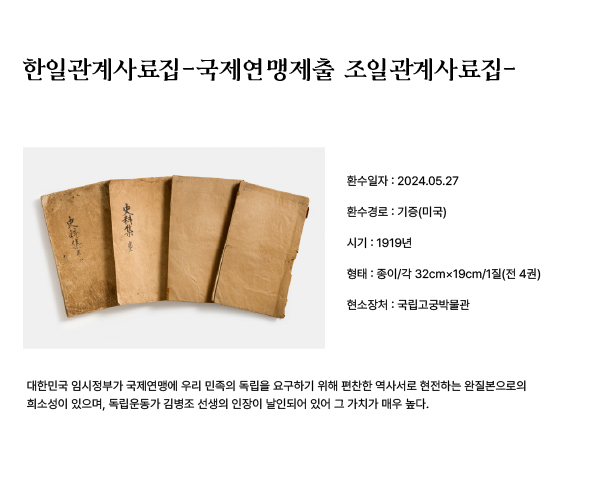 한일관계사료집-국제연맹제출 조일관계사료집-
환수일자 : 2024.05.27
환수경로 : 기증(미국)
시기 : 1919년
형태 : 종이/각 32cm×19cm/1질(전 4권)
현소장처 : 국립고궁박물관
史料集
史料集
대한민국 임시정부가 국제연맹에 우리 민족의 독립을 요구하기 위해 편찬한 역사서로 현전하는 완질본으로의
희소성이 있으며, 독립운동가 김병조 선생의 인장이 날인되어 있어 그 가치가 매우 높다.